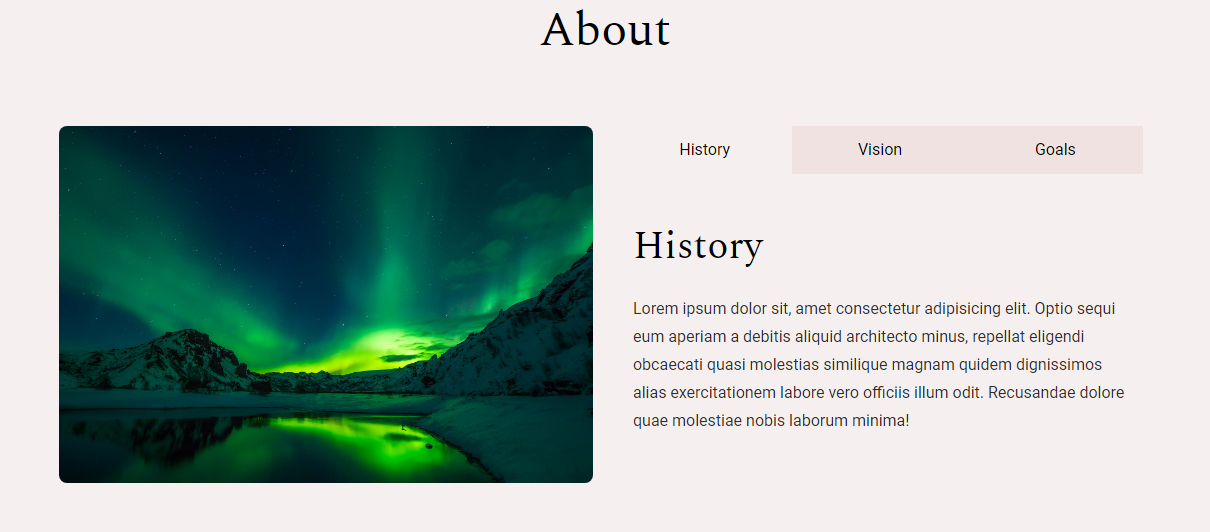 About
History
Vision
Goals
History
Lorem ipsum dolor sit, amet consectetur adipisicing elit. Optio sequi
eum aperiam a debitis aliquid architecto minus, repellat eligendi
obcaecati quasi molestias similique magnam quidem dignissimos
alias exercitationem labore vero officiis illum odit. Recusandae dolore
quae molestiae nobis laborum minima!